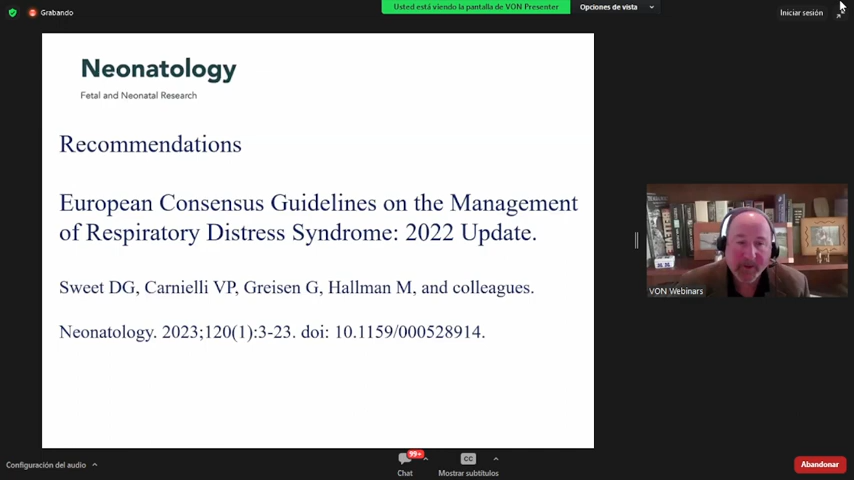 Grabando
Usted está viendo la pantalla de VON Presenter
Opciones de vista
Iniciar sesión
Neonatology
Fetal and Neonatal Research
Recommendations
European Consensus Guidelines on the Management
of Respiratory Distress Syndrome: 2022 Update.
Sweet DG, Carnielli VP, Greisen G, Hallman M, and colleagues.
Neonatology. 2023;120(1):3-23. doi: 10.1159/000528914.
VON Webinars
Configuración del audio
99+
Chat
CC
Mostrar subtítulos
Abandonar